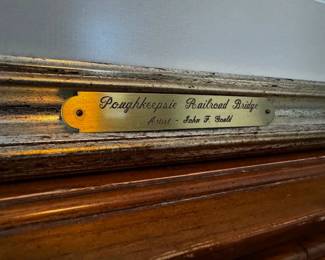 Poughkeepsie Railroad Bridge
Artist - John F. Gould